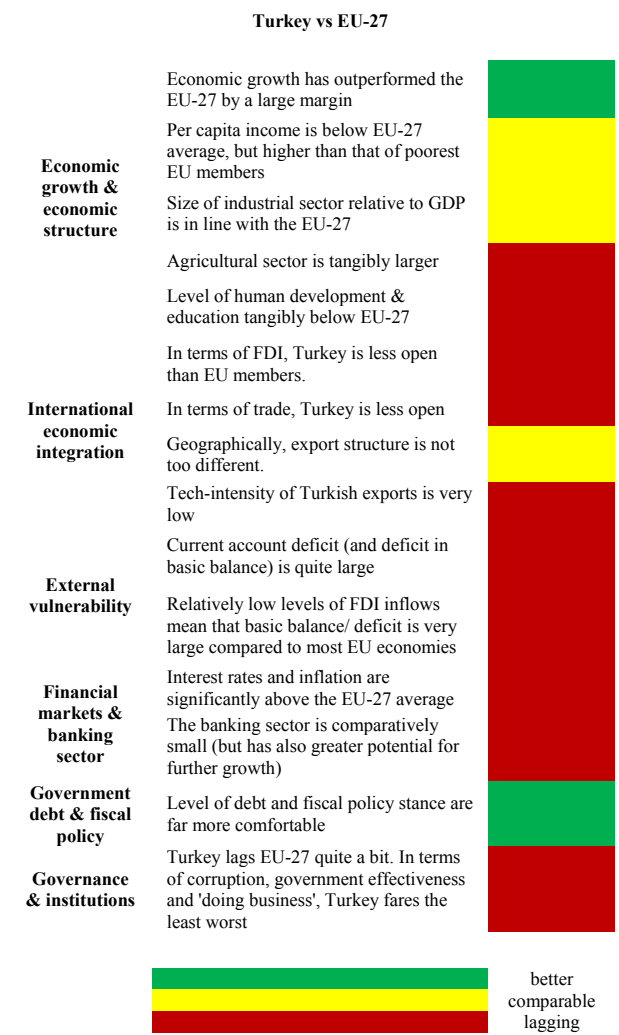 Turkey vs EU-27
Economic
growth &
economic
structure
Economic growth has outperformed the
EU-27 by a large margin
Per capita income is below EU-27
average, but higher than that of poorest
EU members
Size of industrial sector relative to GDP
is in line with the EU-27
Agricultural sector is tangibly larger
Level of human development &
education tangibly below EU-27
International
economic
integration
In terms of FDI, Turkey is less open
than EU members.
In terms of trade, Turkey is less open
Geographically, export structure is not
too different.
Tech-intensity of Turkish exports is very
low
External
vulnerability
Current account deficit (and deficit in
basic balance) is quite large
Relatively low levels of FDI inflows
mean that basic balance/ deficit is very
large compared to most EU economies
Financial
markets &
banking
sector
Interest rates and inflation are
significantly above the EU-27 average
The banking sector is comparatively
small (but has also greater potential for
further growth)
Government
debt & fiscal
policy
Level of debt and fiscal policy stance are
far more comfortable
Governance
& institutions
Turkey lags EU-27 quite a bit. In terms
of corruption, government effectiveness
and 'doing business', Turkey fares the
least worst
better
comparable
lagging